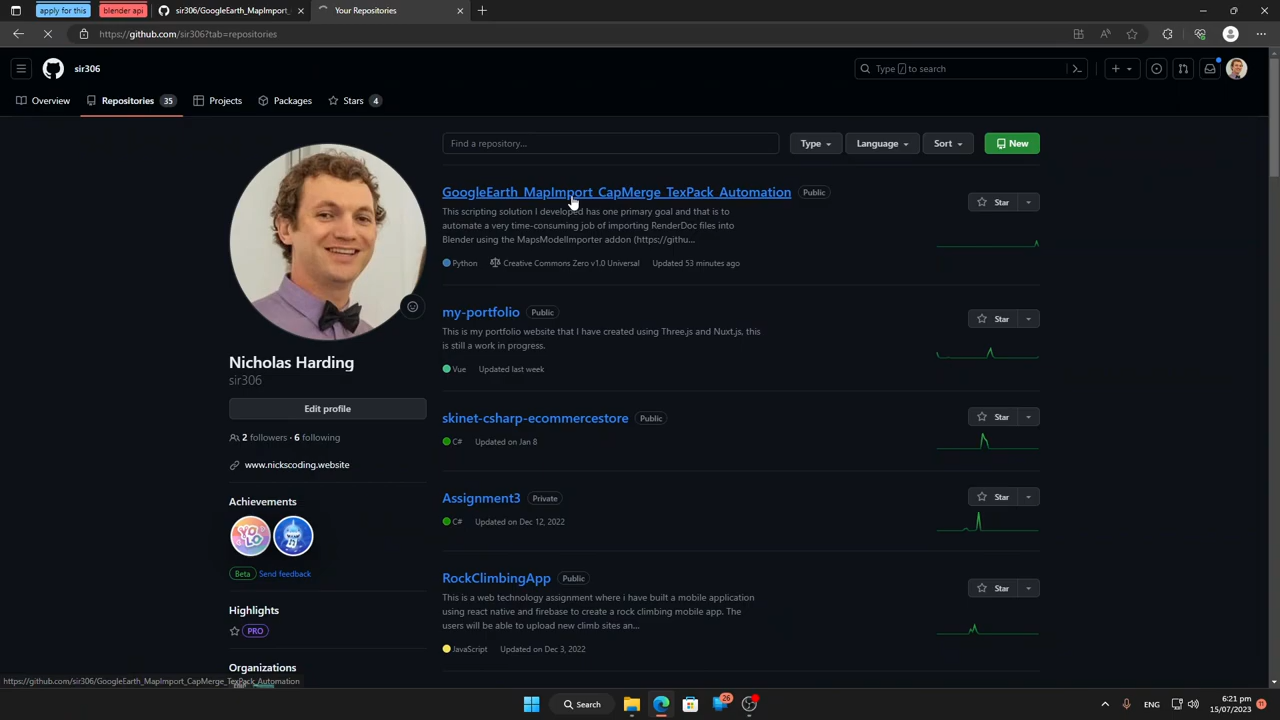 apply for this
blender api
sir306/GoogleEarth_MapImport_
Your Repositories
https://github.com/sir306?tab=repositories
sir306
Type / to search
Overview
Repositories 35
Projects
Packages
Stars 4
Find a repository...
Type
Language
Sort
New
GoogleEarth_MapImport_CapMerge_TexPack_Automation Public
Star
This scripting solution I developed has one primary goal and that is to
automate a very time-consuming job of importing RenderDoc files into
Blender using the MapsModelImporter addon (https://githu...
Python Creative Commons Zero v1.0 Universal Updated 53 minutes ago
my-portfolio Public
Star
This is my portfolio website that I have created using Three.js and Nuxt.js, this
is still a work in progress.
Vue Updated last week
skinet-csharp-ecommercestore Public
Star
C# Updated on Jan 8
Assignment3 Private
Star
C# Updated on Dec 12, 2022
RockClimbingApp Public
Star
This is a web technology assignment where i have built a mobile application
using react native and firebase to create a rock climbing mobile app. The
users will be able to upload new climb sites an...
JavaScript Updated on Dec 3, 2022
Nicholas Harding
sir306
Edit profile
2 followers · 6 following
www.nickscoding.website
Achievements
YOLO
Beta Send feedback
Highlights
PRO
Organizations
https://github.com/sir306/GoogleEarth_MapImport_CapMerge_TexPack_Automation
Search
26
ENG
6:21 pm
15/07/2023
11